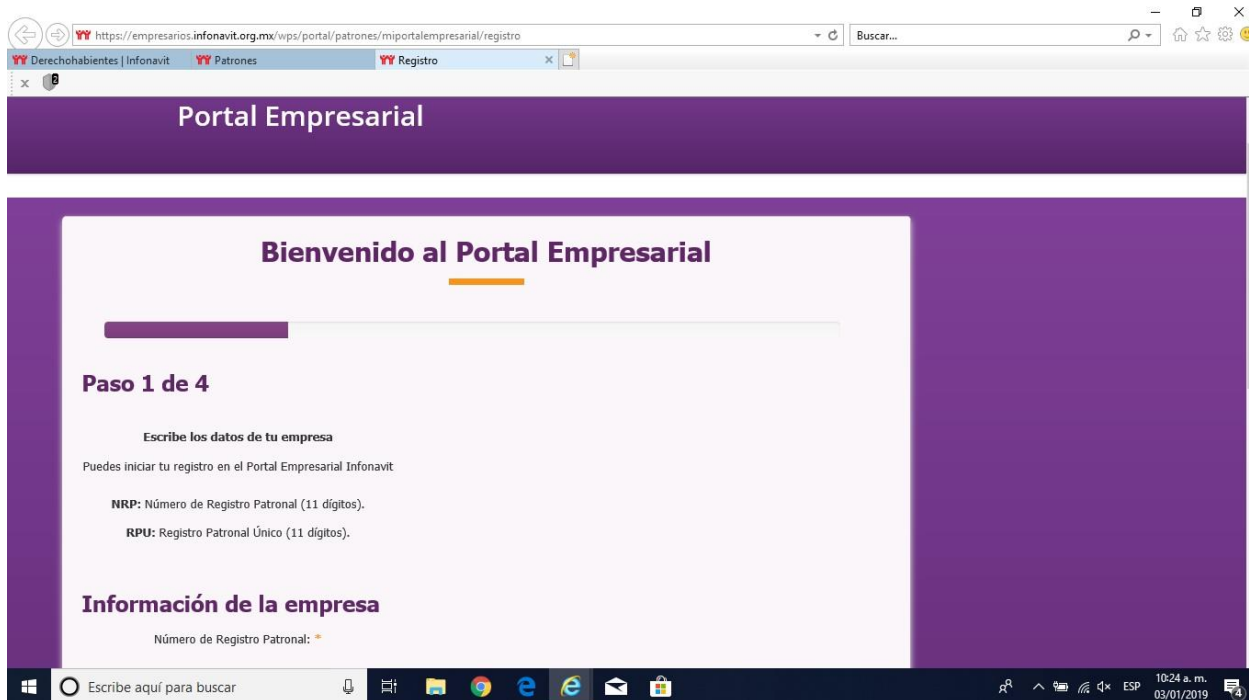 https://empresarios.infonavit.org.mx/wps/portal/patrones/miportalempresarial/registro
Buscar...
Derechohabientes | Infonavit
Patrones
Registro
2
Portal Empresarial
Bienvenido al Portal Empresarial
Paso 1 de 4
Escribe los datos de tu empresa
Puedes iniciar tu registro en el Portal Empresarial Infonavit
NRP: Número de Registro Patronal (11 dígitos).
RPU: Registro Patronal Único (11 dígitos).
Información de la empresa
Número de Registro Patronal: *
Escribe aquí para buscar
ESP
10:24 a. m.
03/01/2019
4